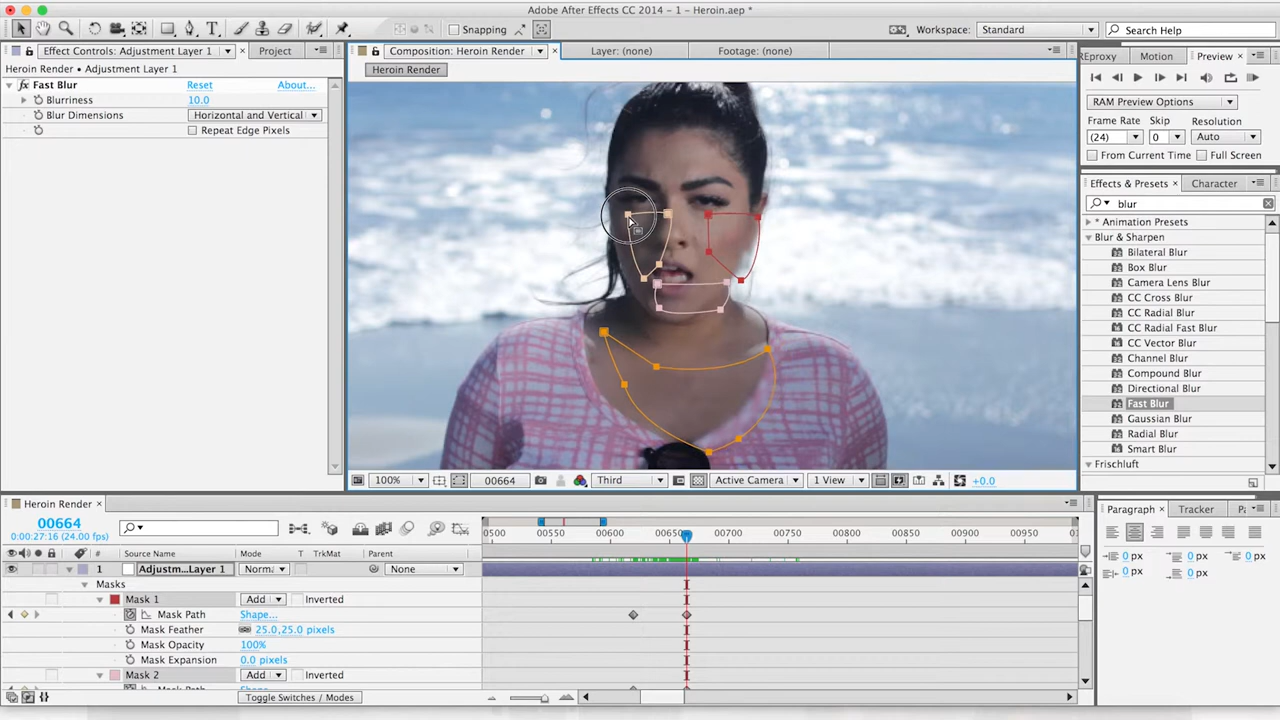 Adobe After Effects CC 2014 - 1 - Heroin.aep *
Snapping
Workspace: Standard
Search Help
Effect Controls: Adjustment Layer 1
Project
Heroin Render • Adjustment Layer 1
fx Fast Blur Reset About...
Blurriness 10.0
Blur Dimensions Horizontal and Vertical
Repeat Edge Pixels
Composition: Heroin Render
Layer: (none)
Footage: (none)
Heroin Render
100%
00664
Third
Active Camera
1 View
+0.0
REproxy
Motion
Preview
RAM Preview Options
Frame Rate Skip Resolution
(24) 0 Auto
From Current Time Full Screen
Effects & Presets
Character
blur
* Animation Presets
Blur & Sharpen
Bilateral Blur
Box Blur
Camera Lens Blur
CC Cross Blur
CC Radial Blur
CC Radial Fast Blur
CC Vector Blur
Channel Blur
Compound Blur
Directional Blur
Fast Blur
Gaussian Blur
Radial Blur
Smart Blur
Frischluft
Heroin Render
00664
0:00:27:16 (24.00 fps)
0500 00550 00600 00650 00700 00750 00800 00850 00900 00950
# Source Name Mode T TrkMat Parent
1 Adjustm...Layer 1 Norm: None
Masks
Mask 1 Add Inverted
Mask Path Shape...
Mask Feather 25.0,25.0 pixels
Mask Opacity 100%
Mask Expansion 0.0 pixels
Mask 2 Add Inverted
Toggle Switches / Modes
Paragraph
Tracker
0 px 0 px 0 px
0 px 0 px